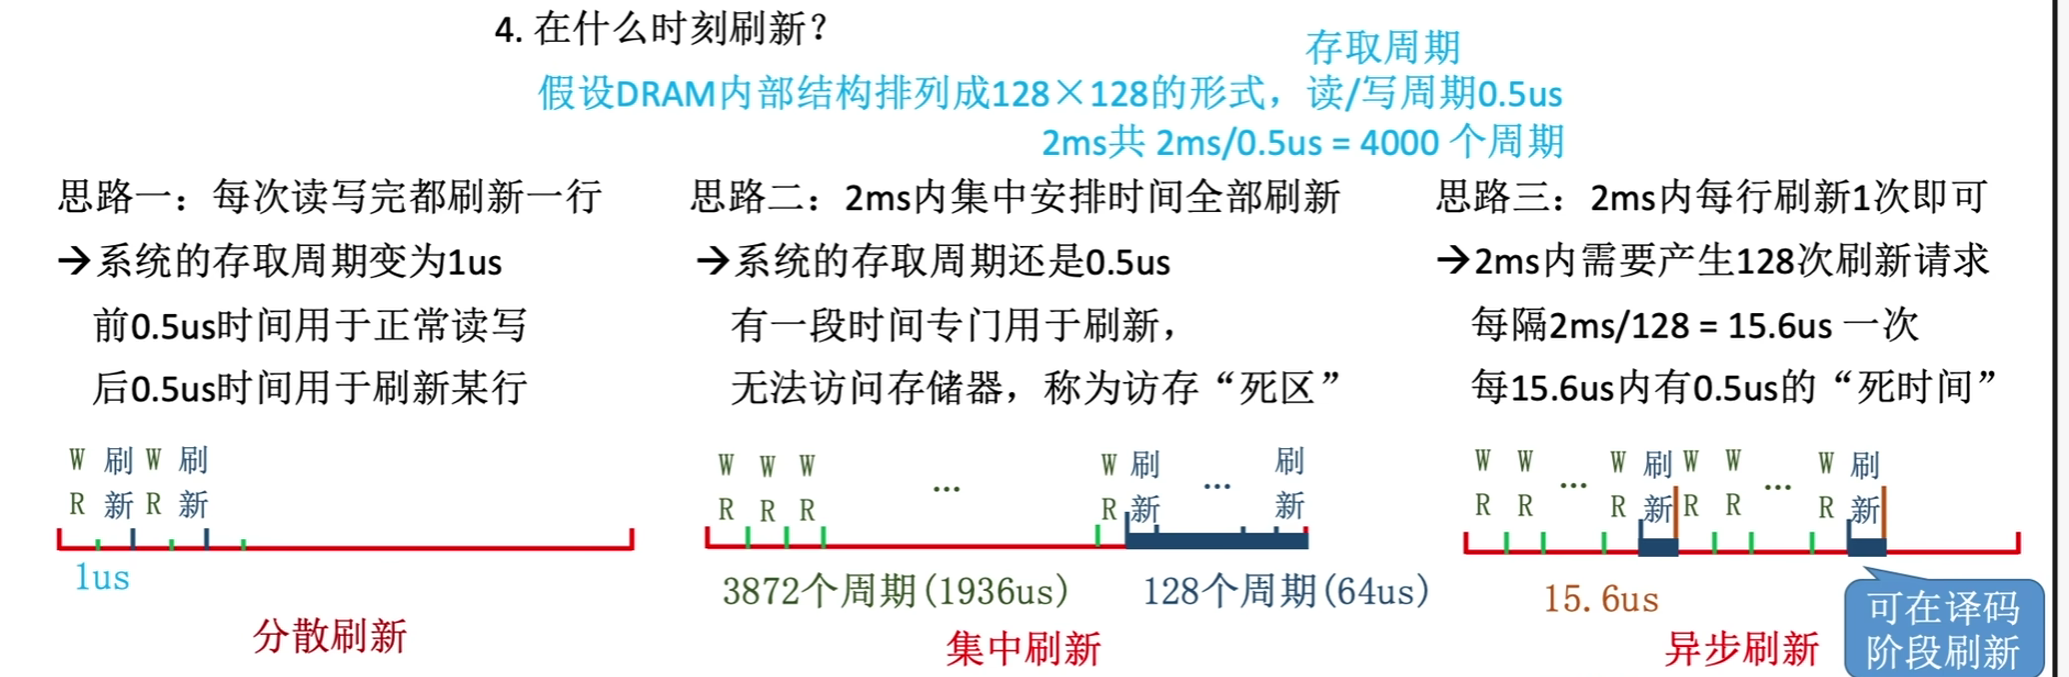 4. 在什么时刻刷新？
存取周期
假设DRAM内部结构排列成128×128的形式，读/写周期0.5us
2ms共 2ms/0.5us = 4000 个周期
思路一：每次读写完都刷新一行
→系统的存取周期变为1us
前0.5us时间用于正常读写
后0.5us时间用于刷新某行
W 刷 W 刷
R 新 R 新
1us
分散刷新
思路二：2ms内集中安排时间全部刷新
→系统的存取周期还是0.5us
有一段时间专门用于刷新，
无法访问存储器，称为访存“死区”
W W W ... W 刷 ... 刷
R R R R 新 新
3872个周期(1936us) 128个周期(64us)
集中刷新
思路三：2ms内每行刷新1次即可
→2ms内需要产生128次刷新请求
每隔2ms/128 = 15.6us 一次
每15.6us内有0.5us的“死时间”
W W ... W 刷 W W ... W 刷
R R R 新 R R R 新
15.6us
异步刷新
可在译码
阶段刷新